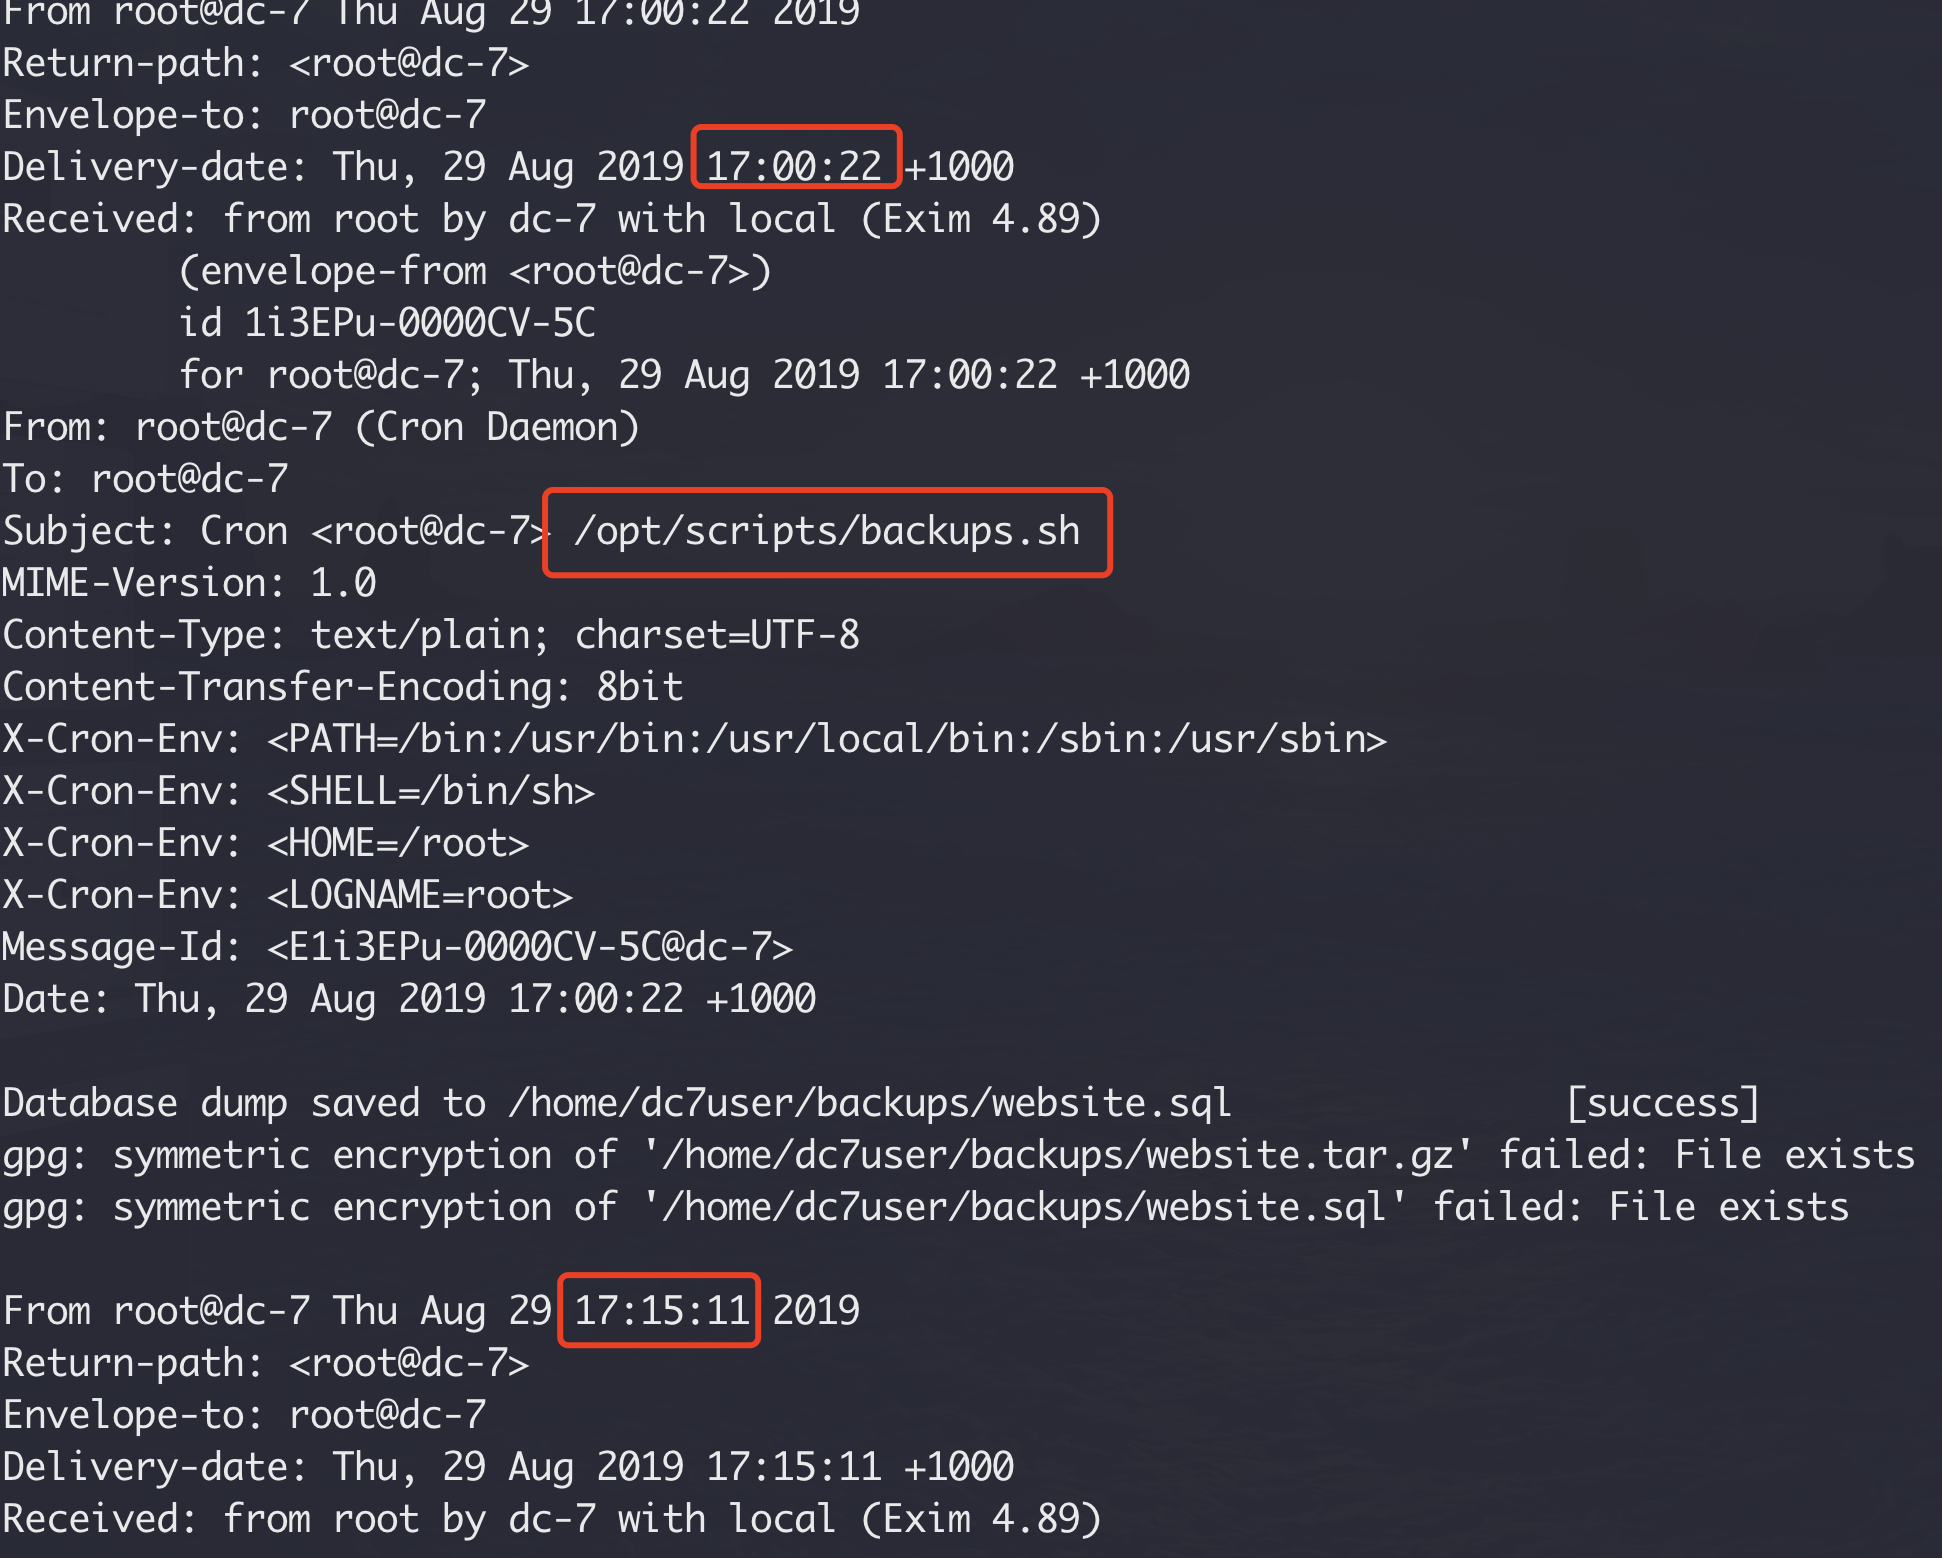 From root@dc-7 Thu Aug 29 17:00:22 2019
Return-path: <root@dc-7>
Envelope-to: root@dc-7
Delivery-date: Thu, 29 Aug 2019 17:00:22 +1000
Received: from root by dc-7 with local (Exim 4.89)
        (envelope-from <root@dc-7>)
        id 1i3EPu-0000CV-5C
        for root@dc-7; Thu, 29 Aug 2019 17:00:22 +1000
From: root@dc-7 (Cron Daemon)
To: root@dc-7
Subject: Cron <root@dc-7> /opt/scripts/backups.sh
MIME-Version: 1.0
Content-Type: text/plain; charset=UTF-8
Content-Transfer-Encoding: 8bit
X-Cron-Env: <PATH=/bin:/usr/bin:/usr/local/bin:/sbin:/usr/sbin>
X-Cron-Env: <SHELL=/bin/sh>
X-Cron-Env: <HOME=/root>
X-Cron-Env: <LOGNAME=root>
Message-Id: <E1i3EPu-0000CV-5C@dc-7>
Date: Thu, 29 Aug 2019 17:00:22 +1000

Database dump saved to /home/dc7user/backups/website.sql               [success]
gpg: symmetric encryption of '/home/dc7user/backups/website.tar.gz' failed: File exists
gpg: symmetric encryption of '/home/dc7user/backups/website.sql' failed: File exists

From root@dc-7 Thu Aug 29 17:15:11 2019
Return-path: <root@dc-7>
Envelope-to: root@dc-7
Delivery-date: Thu, 29 Aug 2019 17:15:11 +1000
Received: from root by dc-7 with local (Exim 4.89)